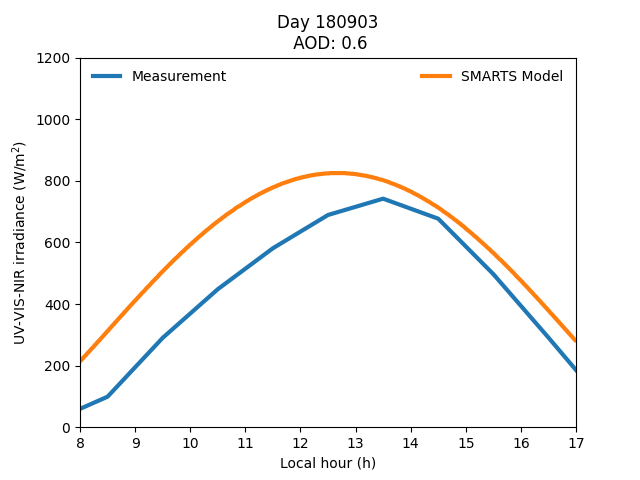 Day 180903
AOD: 0.6
Measurement
SMARTS Model
UV-VIS-NIR irradiance (W/m²)
1200
1000
800
600
400
200
0
8 9 10 11 12 13 14 15 16 17
Local hour (h)